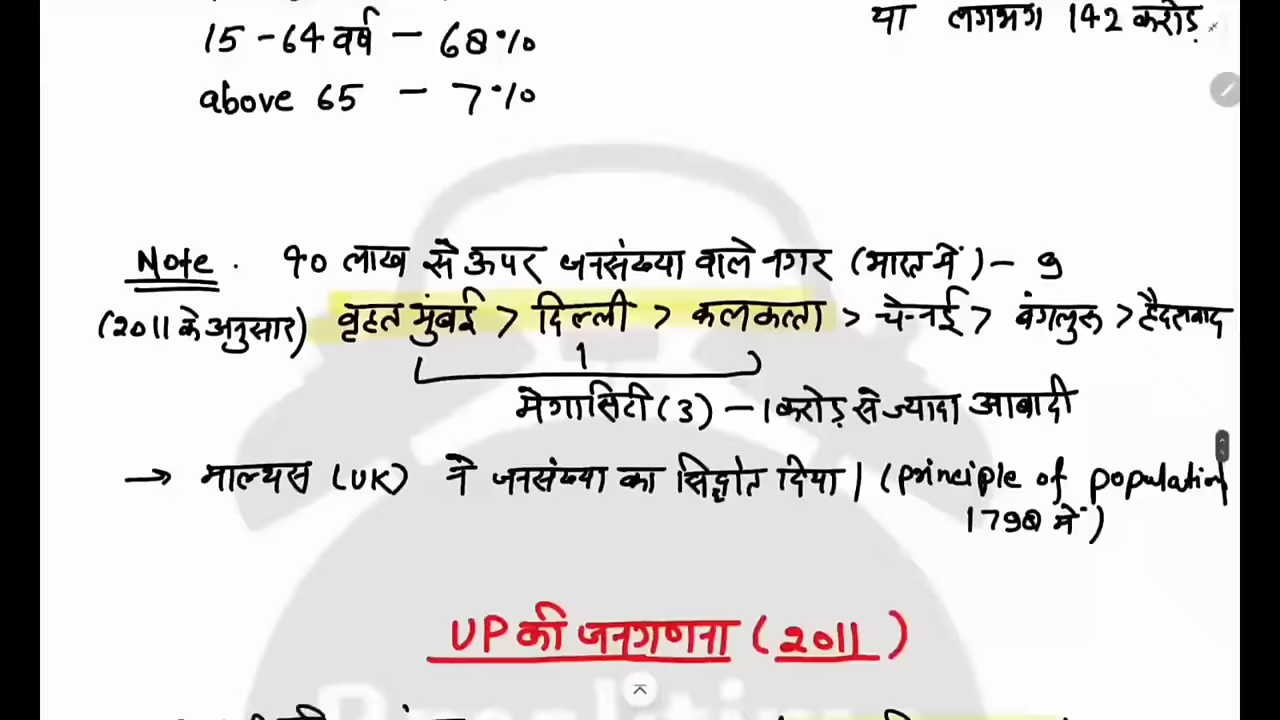 या लगभग 142 करोड़
15-64 वर्ष - 68%
above 65 - 7%
Note. 40 लाख से ऊपर जनसंख्या वाले नगर (भारत में) - 9
(2011 के अनुसार) वृहत मुंबई > दिल्ली > कलकत्ता > चेन्नई > बंगलुरू > हैदराबाद
मेगासिटी (3) - 1 करोड़ से ज्यादा आबादी
→ माल्थस (UK) ने जनसंख्या का सिद्धांत दिया। (principle of population
1798 में)
UP की जनगणना (2011)